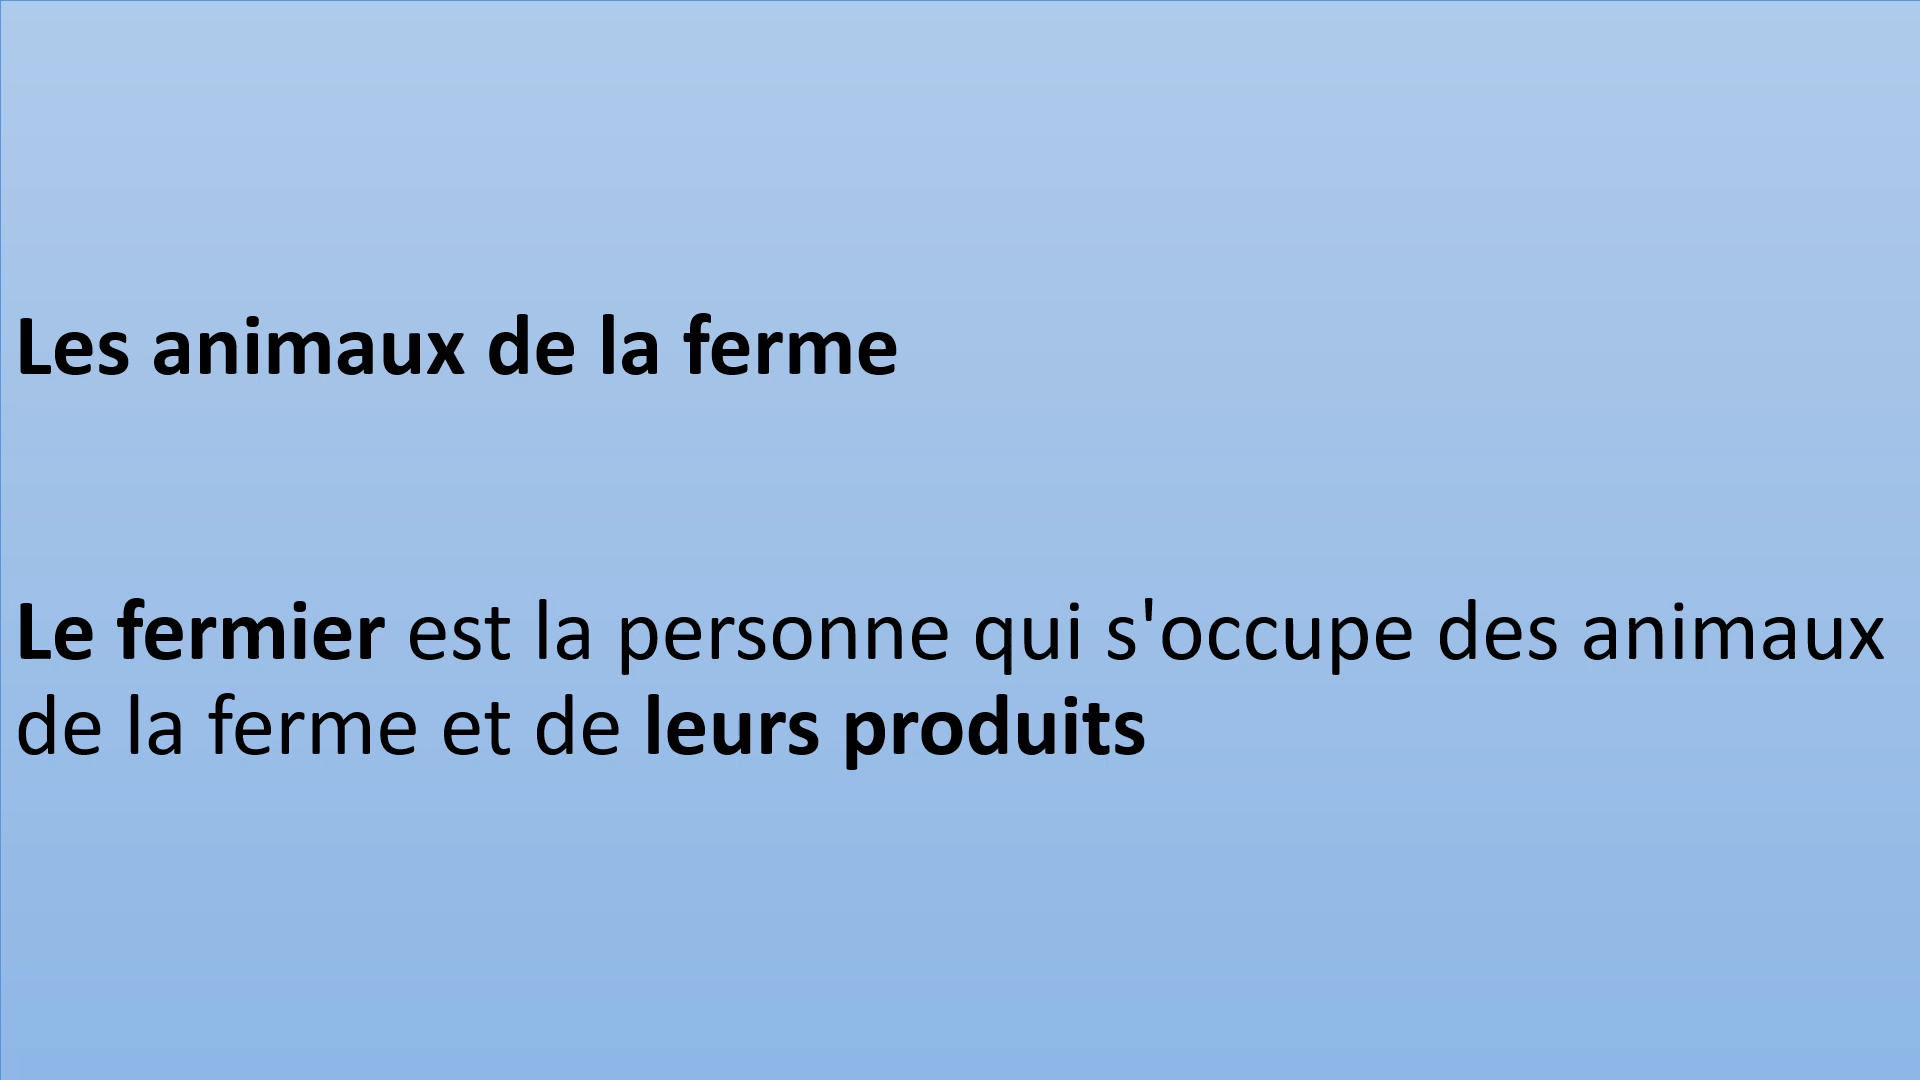 Les animaux de la ferme
Le fermier est la personne qui s'occupe des animaux
de la ferme et de leurs produits